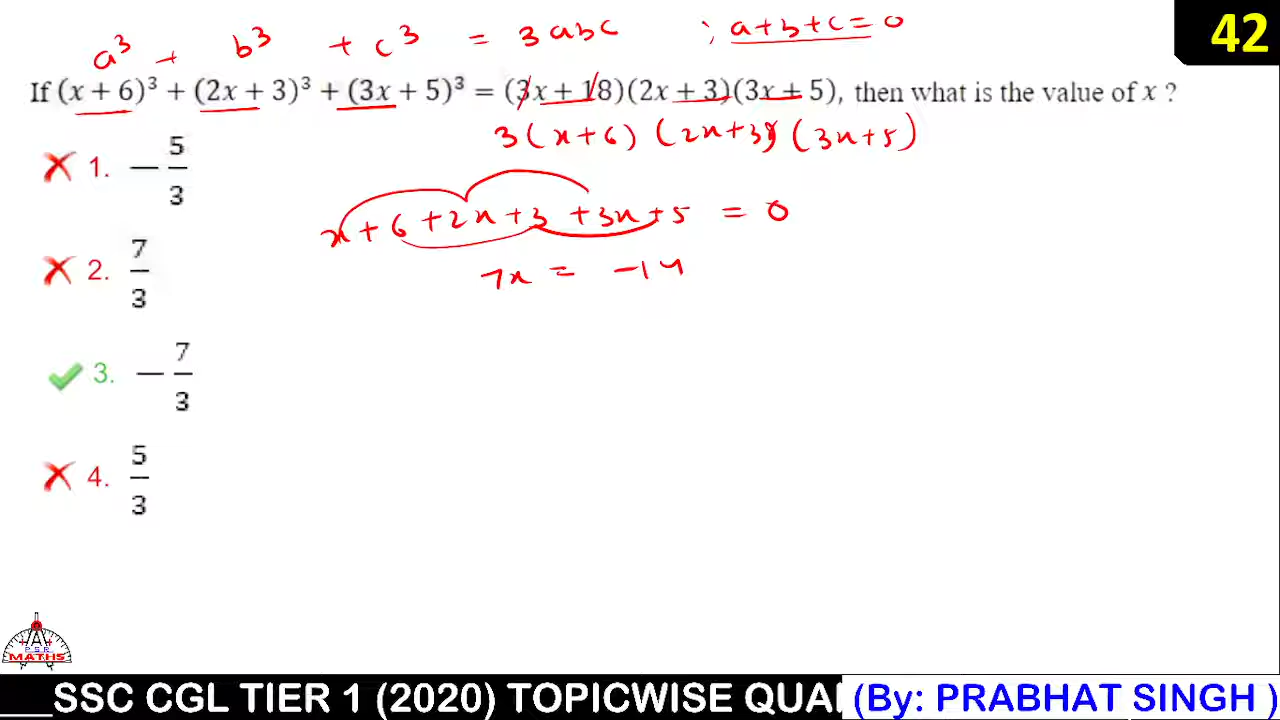 42
a³ + b³ + c³ = 3abc ; a+b+c=0
If (x + 6)³ + (2x + 3)³ + (3x + 5)³ = (3x + 18)(2x + 3)(3x + 5), then what is the value of x ?
3(x+6) (2x+3) (3x+5)
1. −5/3
x+6+2x+3+3x+5 = 0
2. 7/3
7x = -14
3. −7/3
4. 5/3
P S R
MATHS
SSC CGL TIER 1 (2020) TOPICWISE QUA (By: PRABHAT SINGH )